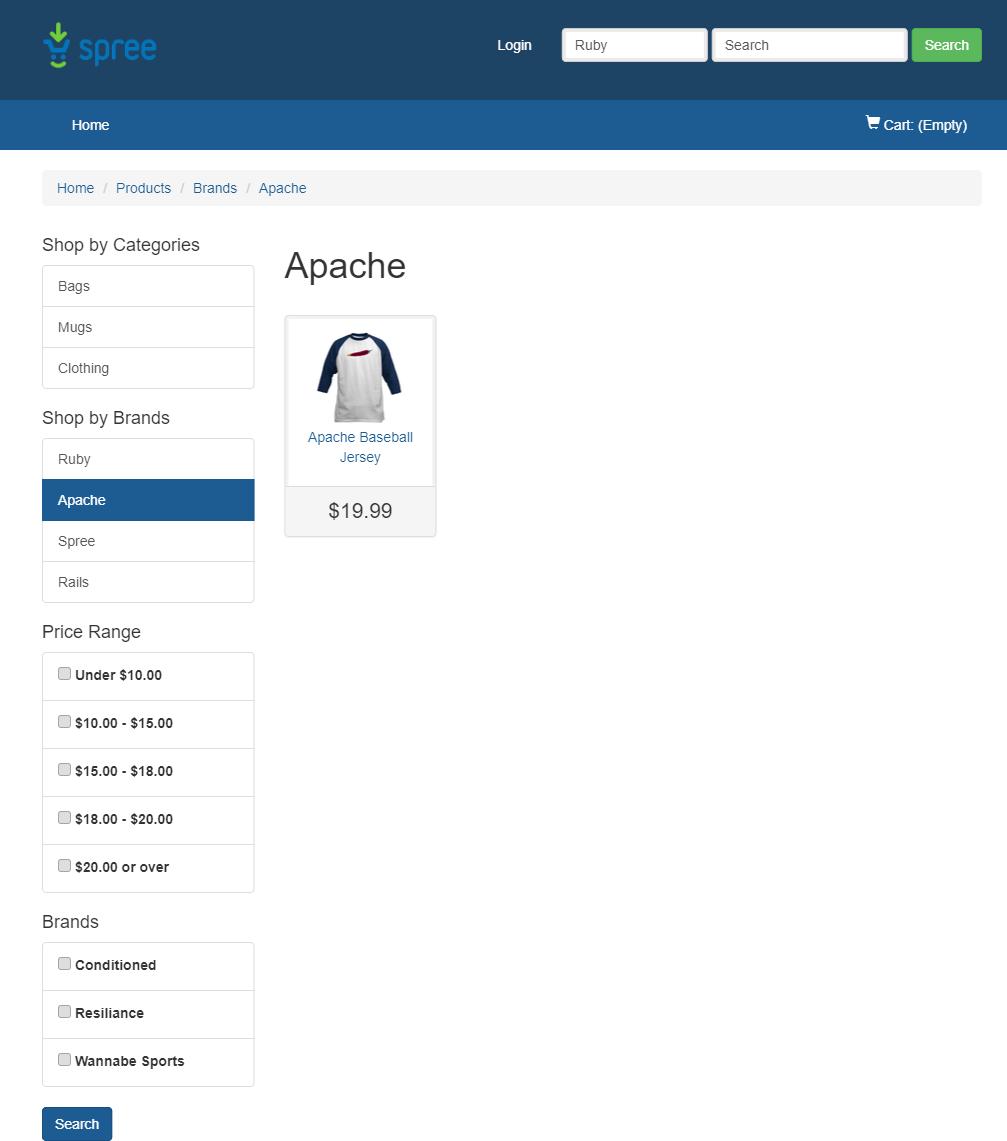 spree
Login
Ruby
Search
Search
Home
Cart: (Empty)
Home / Products / Brands / Apache
Shop by Categories
Bags
Mugs
Clothing
Shop by Brands
Ruby
Apache
Spree
Rails
Price Range
Under $10.00
$10.00 - $15.00
$15.00 - $18.00
$18.00 - $20.00
$20.00 or over
Brands
Conditioned
Resiliance
Wannabe Sports
Search
Apache
Apache Baseball
Jersey
$19.99